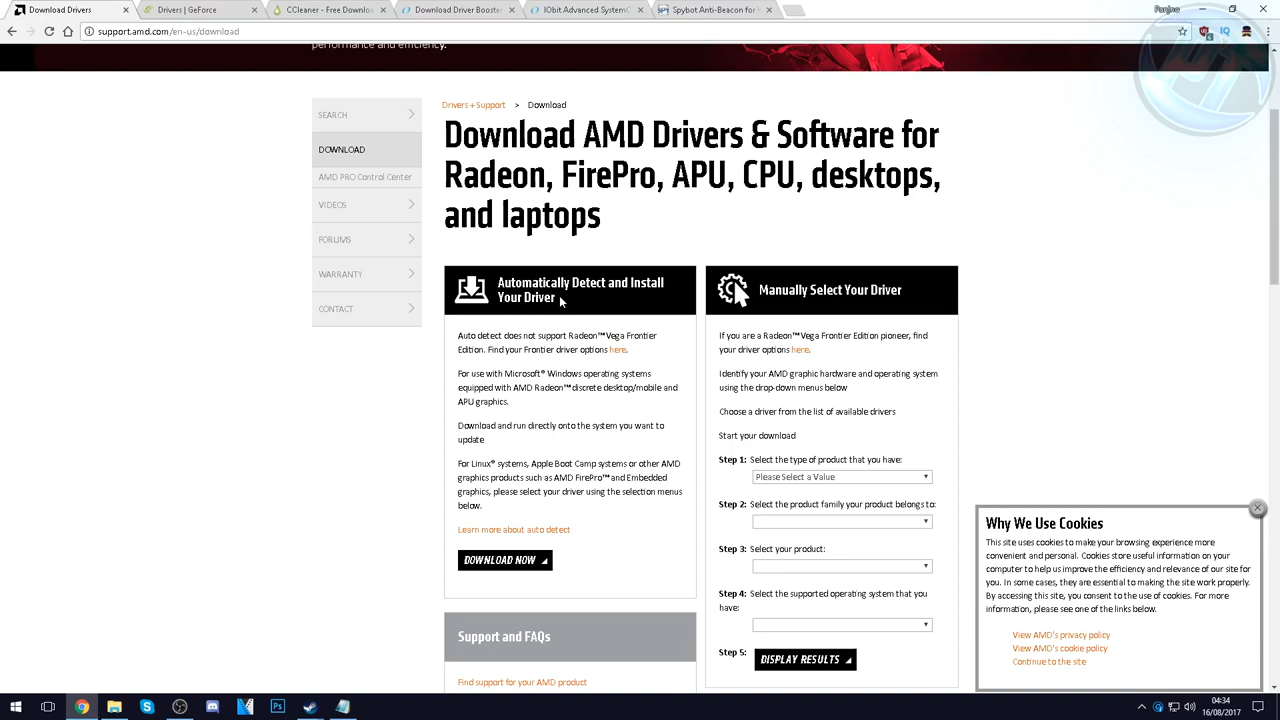 Download Drivers
Drivers | GeForce
CCleaner - Free Downloa
Download Driver Booster
IObit Advanced SystemC
Spybot Anti-Beacon for V
support.amd.com/en-us/download
performance and efficiency.
SEARCH
DOWNLOAD
AMD PRO Control Center
VIDEOS
FORUMS
WARRANTY
CONTACT
Drivers + Support > Download
Download AMD Drivers & Software for
Radeon, FirePro, APU, CPU, desktops,
and laptops
Automatically Detect and Install
Your Driver
Auto detect does not support Radeon™ Vega Frontier
Edition. Find your Frontier driver options here.
For use with Microsoft® Windows operating systems
equipped with AMD Radeon™ discrete desktop/mobile and
APU graphics.
Download and run directly onto the system you want to
update
For Linux® systems, Apple Boot Camp systems or other AMD
graphics products such as AMD FirePro™ and Embedded
graphics, please select your driver using the selection menus
below.
Learn more about auto detect
DOWNLOAD NOW
Support and FAQs
Find support for your AMD product
Manually Select Your Driver
If you are a Radeon™ Vega Frontier Edition pioneer, find
your driver options here.
Identify your AMD graphic hardware and operating system
using the drop-down menus below
Choose a driver from the list of available drivers
Start your download
Step 1: Select the type of product that you have:
Please Select a Value
Step 2: Select the product family your product belongs to:
Step 3: Select your product:
Step 4: Select the supported operating system that you
have:
Step 5: DISPLAY RESULTS
Why We Use Cookies
This site uses cookies to make your browsing experience more
convenient and personal. Cookies store useful information on your
computer to help us improve the efficiency and relevance of our site for
you. In some cases, they are essential to making the site work properly.
By accessing this site, you consent to the use of cookies. For more
information, please see one of the links below.
View AMD's privacy policy
View AMD's cookie policy
Continue to the site
04:34
16/08/2017